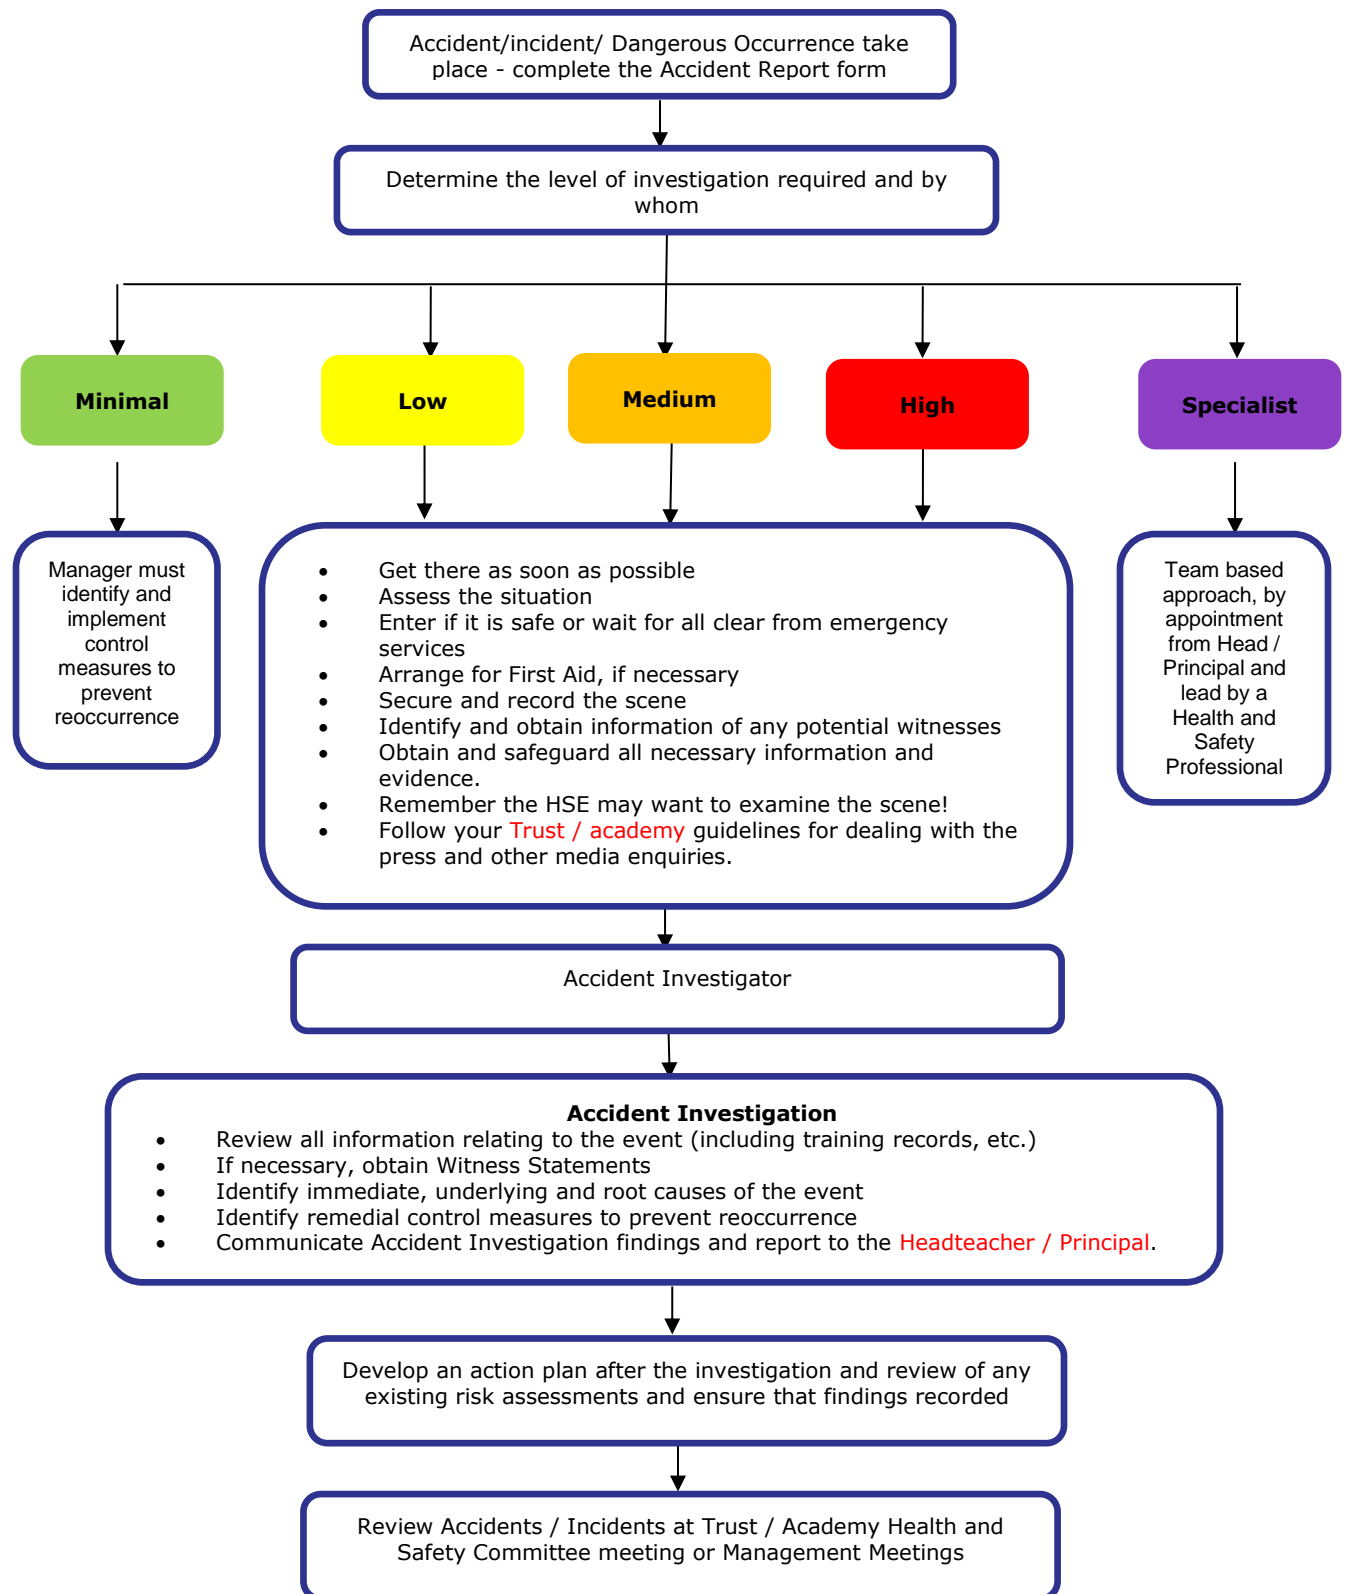 Accident/incident/ Dangerous Occurrence take
place - complete the Accident Report form
Determine the level of investigation required and by
whom
Minimal
Low
Medium
High
Specialist
Manager must
identify and
implement
control
measures to
prevent
reoccurrence
• Get there as soon as possible
• Assess the situation
• Enter if it is safe or wait for all clear from emergency
services
• Arrange for First Aid, if necessary
• Secure and record the scene
• Identify and obtain information of any potential witnesses
• Obtain and safeguard all necessary information and
evidence.
• Remember the HSE may want to examine the scene!
• Follow your Trust / academy guidelines for dealing with the
press and other media enquiries.
Team based
approach, by
appointment
from Head /
Principal and
lead by a
Health and
Safety
Professional
Accident Investigator
Accident Investigation
• Review all information relating to the event (including training records, etc.)
• If necessary, obtain Witness Statements
• Identify immediate, underlying and root causes of the event
• Identify remedial control measures to prevent reoccurrence
• Communicate Accident Investigation findings and report to the Headteacher / Principal.
Develop an action plan after the investigation and review of any
existing risk assessments and ensure that findings recorded
Review Accidents / Incidents at Trust / Academy Health and
Safety Committee meeting or Management Meetings